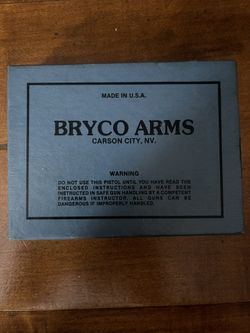 MADE IN U.S.A.
BRYCO ARMS
CARSON CITY, NV.
WARNING
DO NOT USE THIS PISTOL UNTIL YOU HAVE READ THE
ENCLOSED INSTRUCTIONS AND HAVE BEEN
INSTRUCTED IN SAFE GUN HANDLING BY A COMPETENT
FIREARMS INSTRUCTOR. ALL GUNS CAN BE
DANGEROUS IF IMPROPERLY HANDLED.